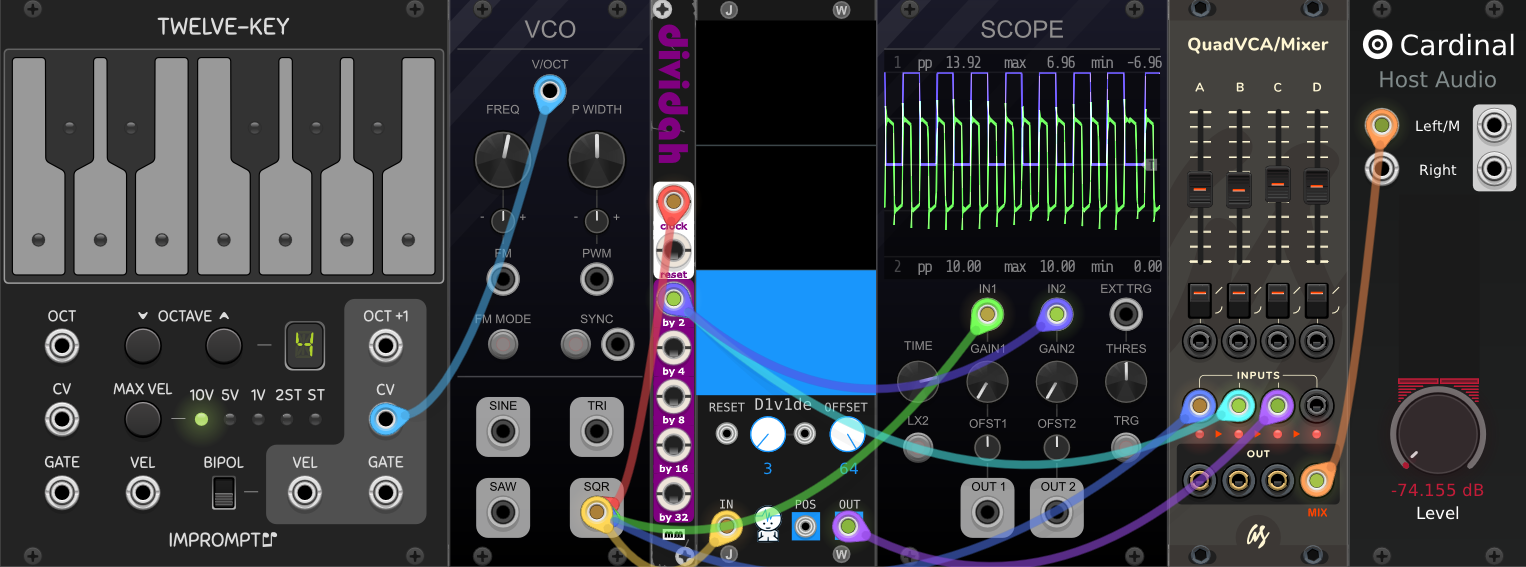 TWELVE-KEY
OCT
OCTAVE
4
OCT +1
CV
MAX VEL
10V 5V 1V 2ST ST
CV
GATE
VEL
BIPOL
VEL
GATE
IMPROMPT
VCO
V/OCT
FREQ
P WIDTH
- +
- +
FM
PWM
FM MODE
SYNC
SINE
TRI
SAW
SQR
dividah
clock
reset
by 2
by 4
by 8
by 16
by 32
J
W
RESET
D1v1de
OFFSET
3
64
IN
POS
OUT
J
W
SCOPE
1 pp 13.92 max 6.96 min -6.96
T
2 pp 10.00 max 10.00 min 0.00
IN1
IN2
EXT TRG
TIME
GAIN1
GAIN2
THRES
LX2
OFST1
OFST2
TRG
OUT 1
OUT 2
QuadVCA/Mixer
A B C D
INPUTS
OUT
MIX
as
Cardinal
Host Audio
Left/M
Right
-74.155 dB
Level